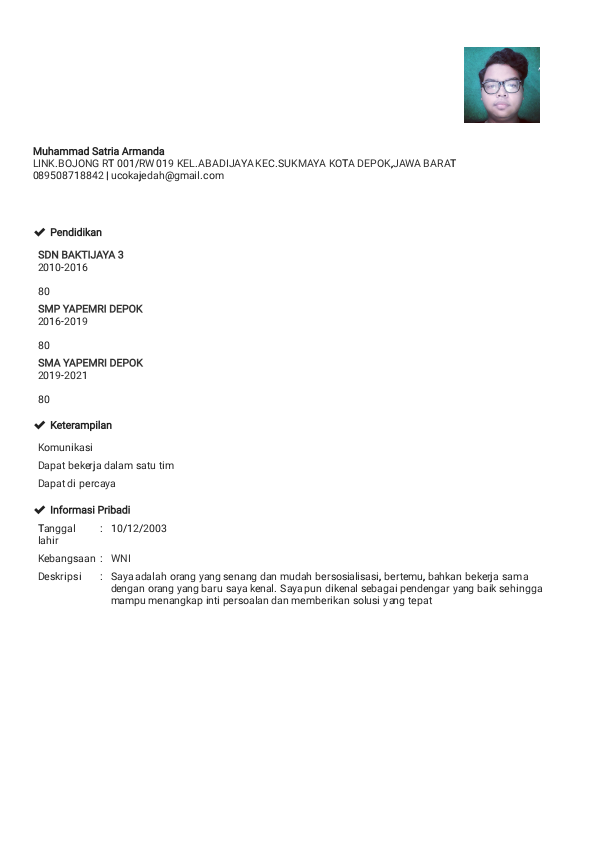 Muhammad Satria Armanda
LINK.BOJONG RT 001/RW 019 KEL.ABADIJAYA KEC.SUKMAYA KOTA DEPOK,JAWA BARAT
089508718842 | ucokajedah@gmail.com
Pendidikan
SDN BAKTIJAYA 3
2010-2016
80
SMP YAPEMRI DEPOK
2016-2019
80
SMA YAPEMRI DEPOK
2019-2021
80
Keterampilan
Komunikasi
Dapat bekerja dalam satu tim
Dapat di percaya
Informasi Pribadi
Tanggal lahir : 10/12/2003
Kebangsaan : WNI
Deskripsi : Saya adalah orang yang senang dan mudah bersosialisasi, bertemu, bahkan bekerja sama
dengan orang yang baru saya kenal. Saya pun dikenal sebagai pendengar yang baik sehingga
mampu menangkap inti persoalan dan memberikan solusi yang tepat